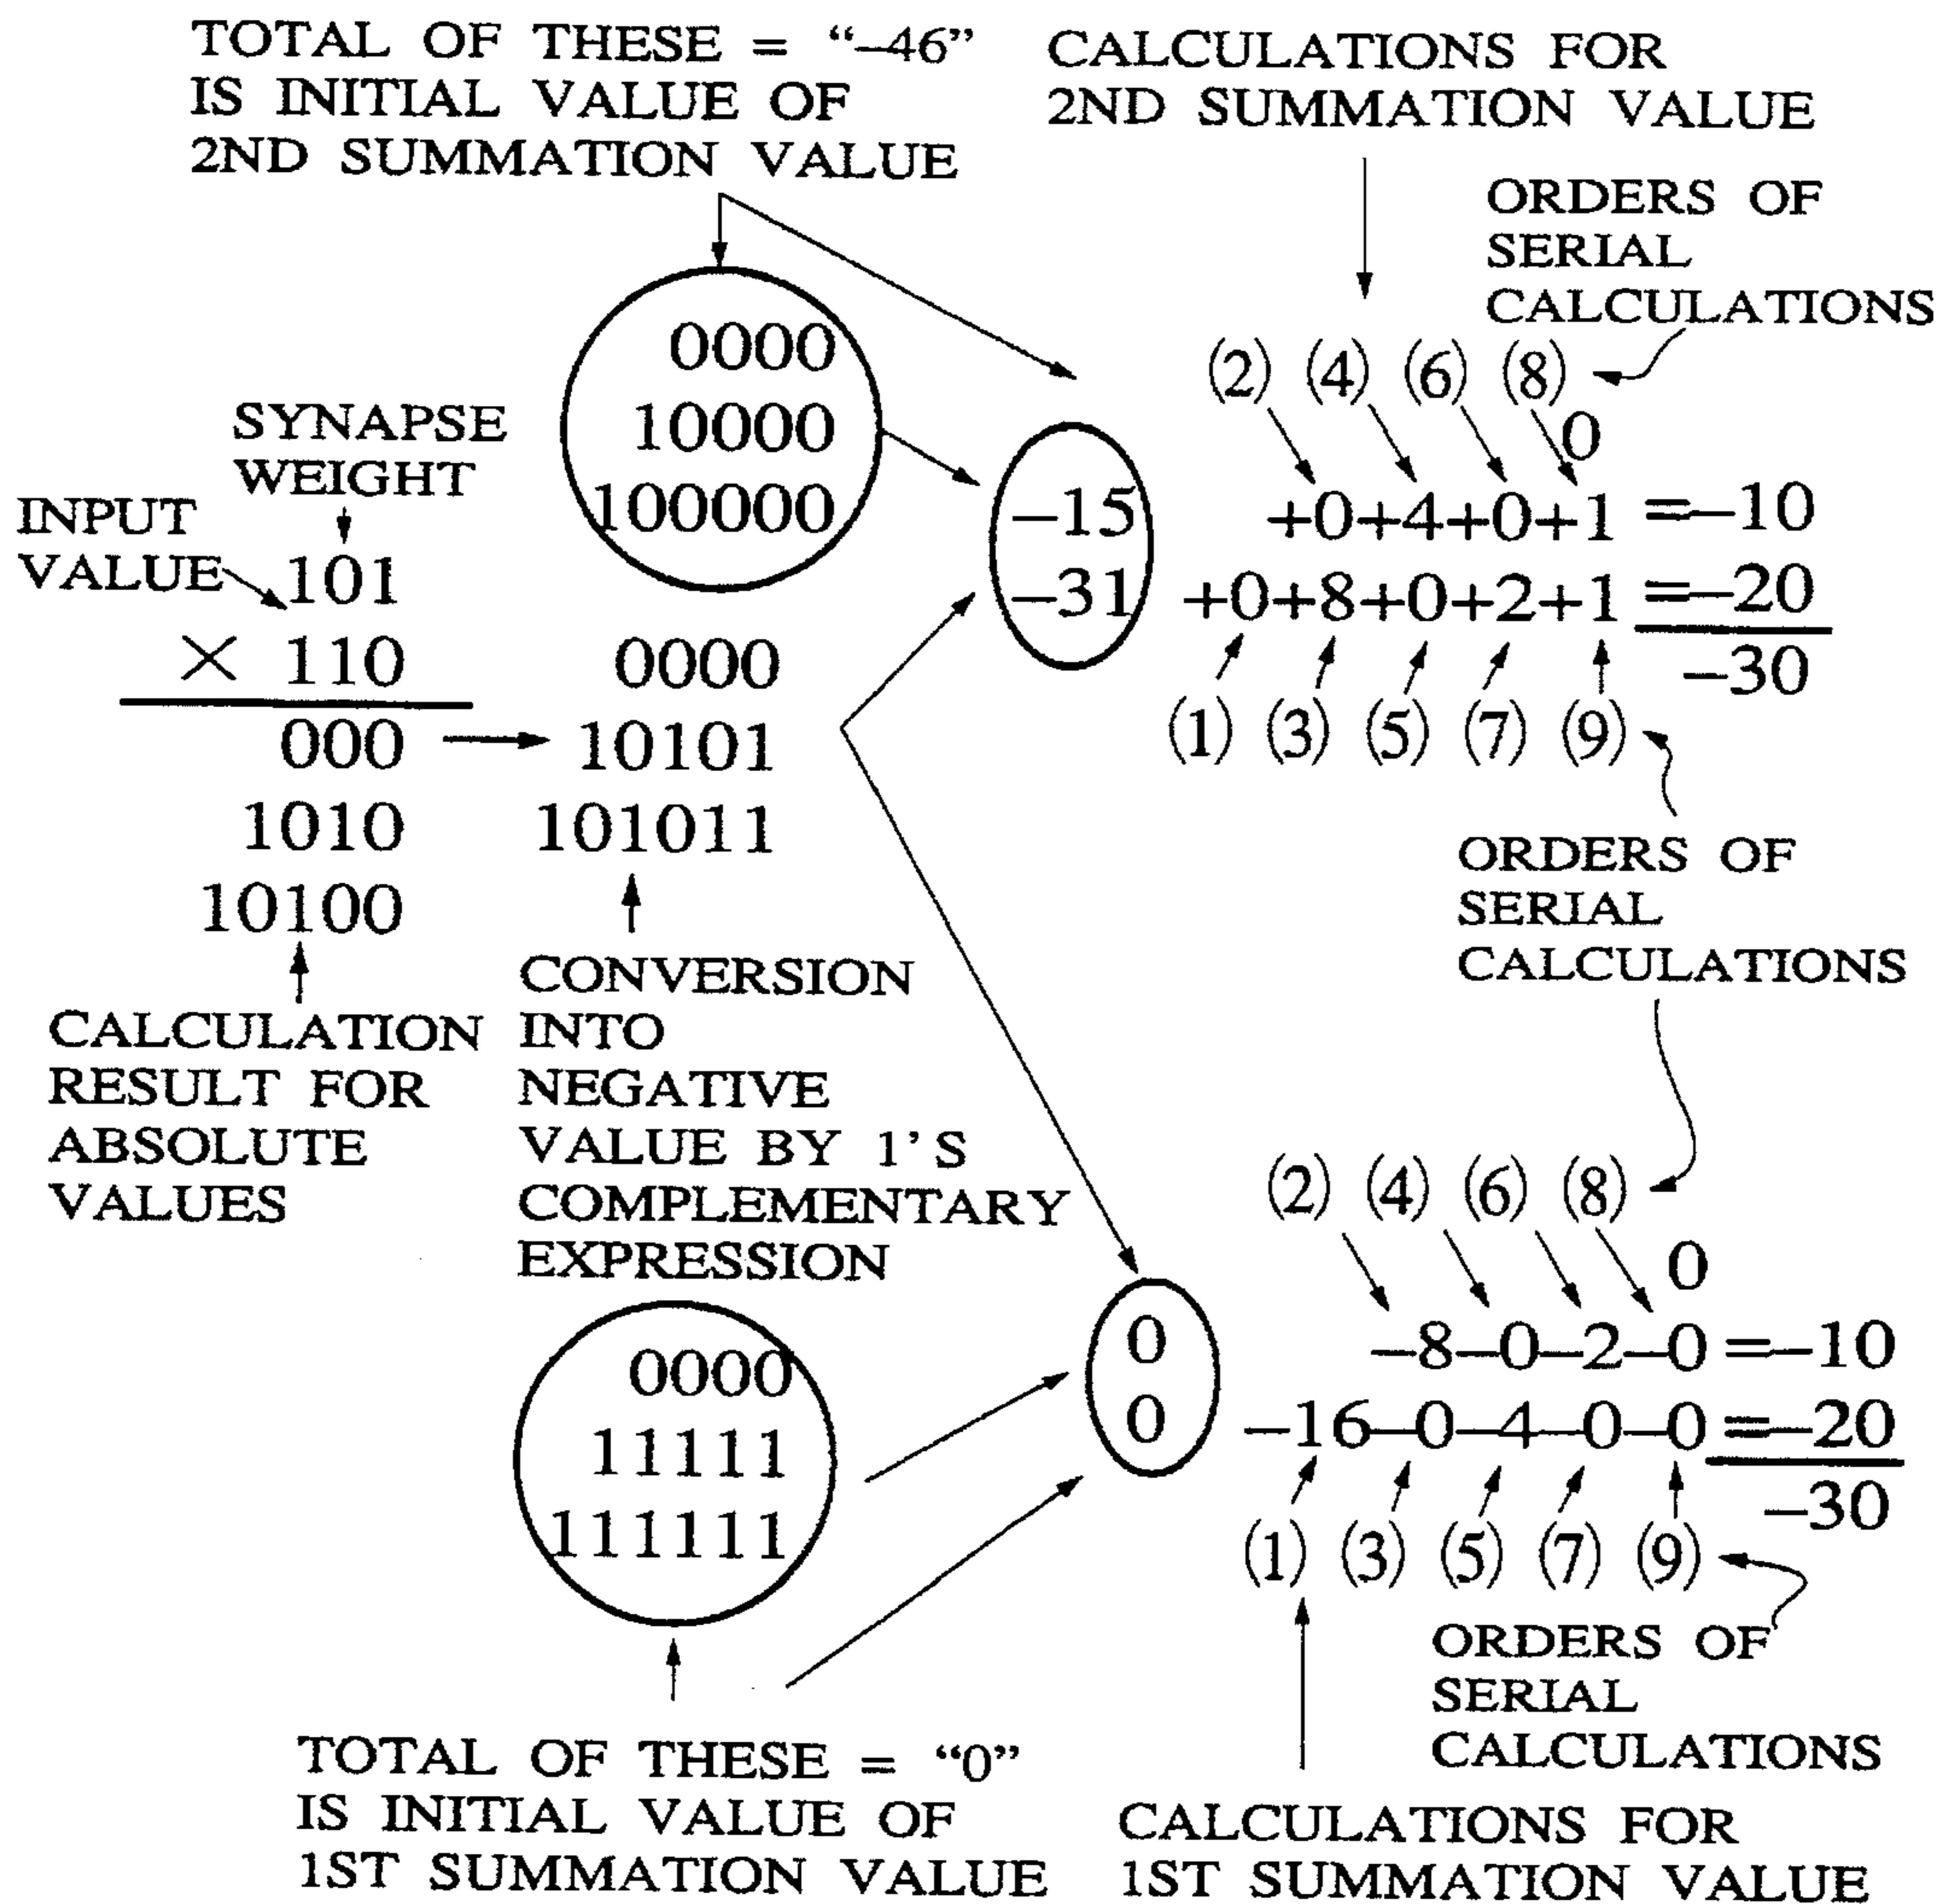 TOTAL OF THESE = “–46”
IS INITIAL VALUE OF
2ND SUMMATION VALUE
CALCULATIONS FOR
2ND SUMMATION VALUE
ORDERS OF
SERIAL
CALCULATIONS
(2) (4) (6) (8)
0
0000
10000
100000
SYNAPSE
WEIGHT
INPUT
VALUE
101
× 110
000
1010
10100
0000
10101
101011
–15 +0+4+0+1 =–10
–31 +0+8+0+2+1 =–20
–30
(1) (3) (5) (7) (9)
ORDERS OF
SERIAL
CALCULATIONS
CALCULATION
RESULT FOR
ABSOLUTE
VALUES
CONVERSION
INTO
NEGATIVE
VALUE BY 1’S
COMPLEMENTARY
EXPRESSION
(2) (4) (6) (8)
0
0000
11111
111111
0 –8–0–2–0 =–10
0 –16–0–4–0–0 =–20
–30
(1) (3) (5) (7) (9)
ORDERS OF
SERIAL
CALCULATIONS
TOTAL OF THESE = “0”
IS INITIAL VALUE OF
1ST SUMMATION VALUE
CALCULATIONS FOR
1ST SUMMATION VALUE